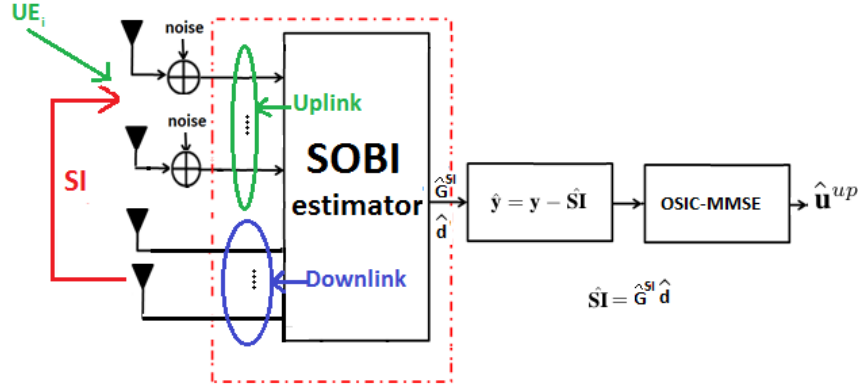 UEᵢ
noise
noise
SI
Uplink
Downlink
SOBI
estimator
Ĝ^SI
d̂
ŷ = y − ŜI
OSIC-MMSE
û^up
ŜI = Ĝ^SI d̂